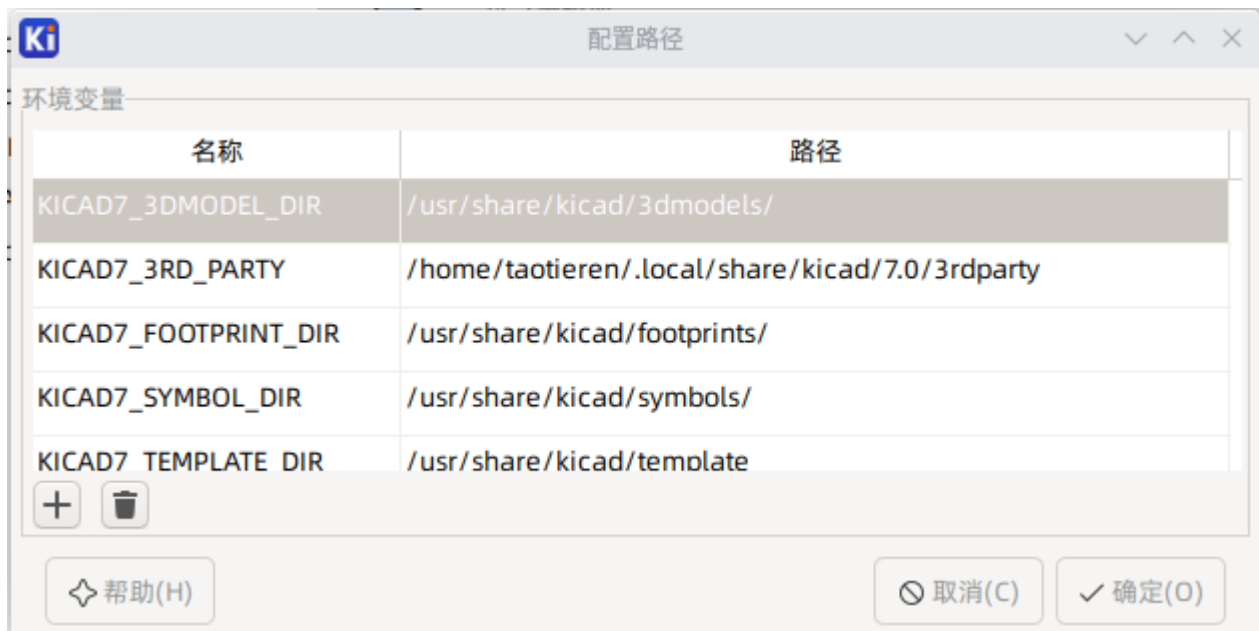 Ki 配置路径
环境变量
名称 路径
KICAD7_3DMODEL_DIR /usr/share/kicad/3dmodels/
KICAD7_3RD_PARTY /home/taotieren/.local/share/kicad/7.0/3rdparty
KICAD7_FOOTPRINT_DIR /usr/share/kicad/footprints/
KICAD7_SYMBOL_DIR /usr/share/kicad/symbols/
KICAD7_TEMPLATE_DIR /usr/share/kicad/template
帮助(H) 取消(C) 确定(O)